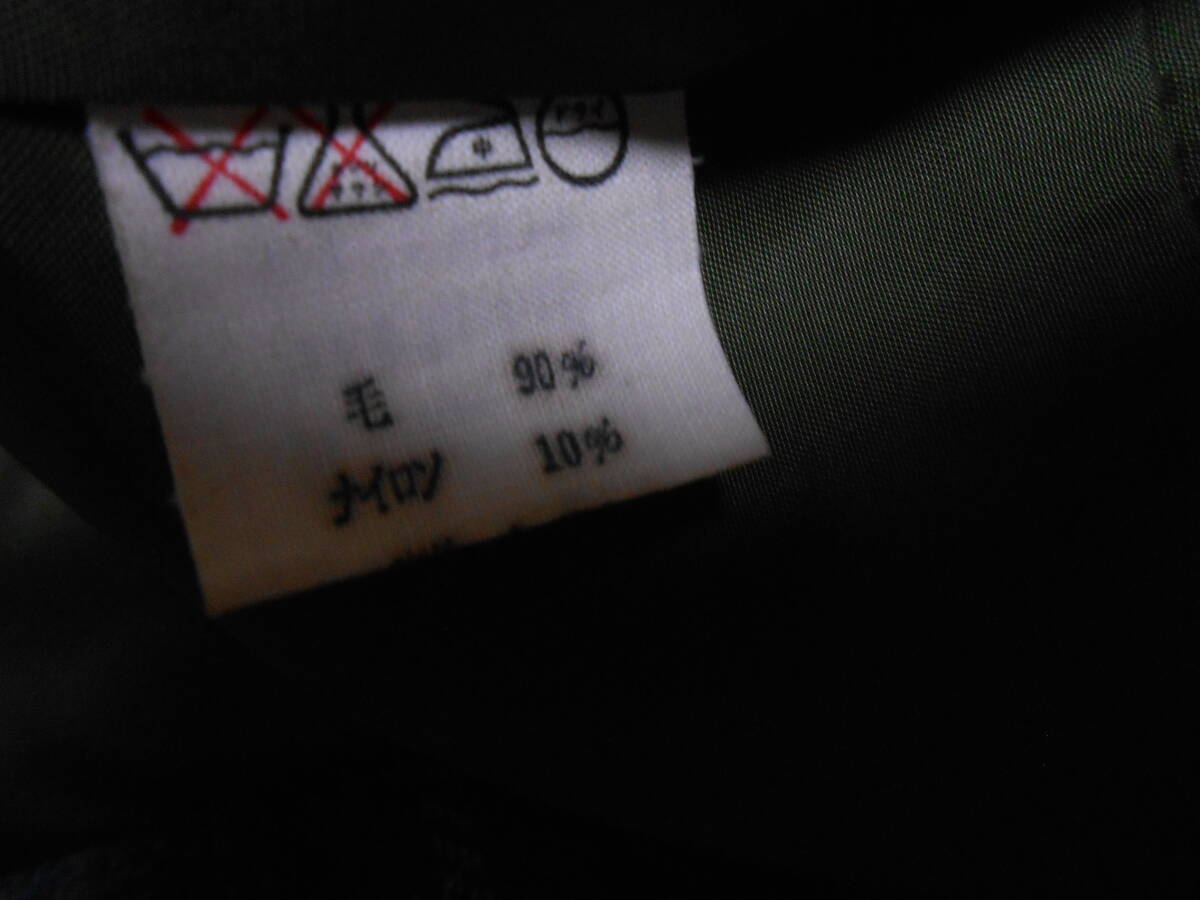 ドライ
中
毛 90%
ナイロン 10%